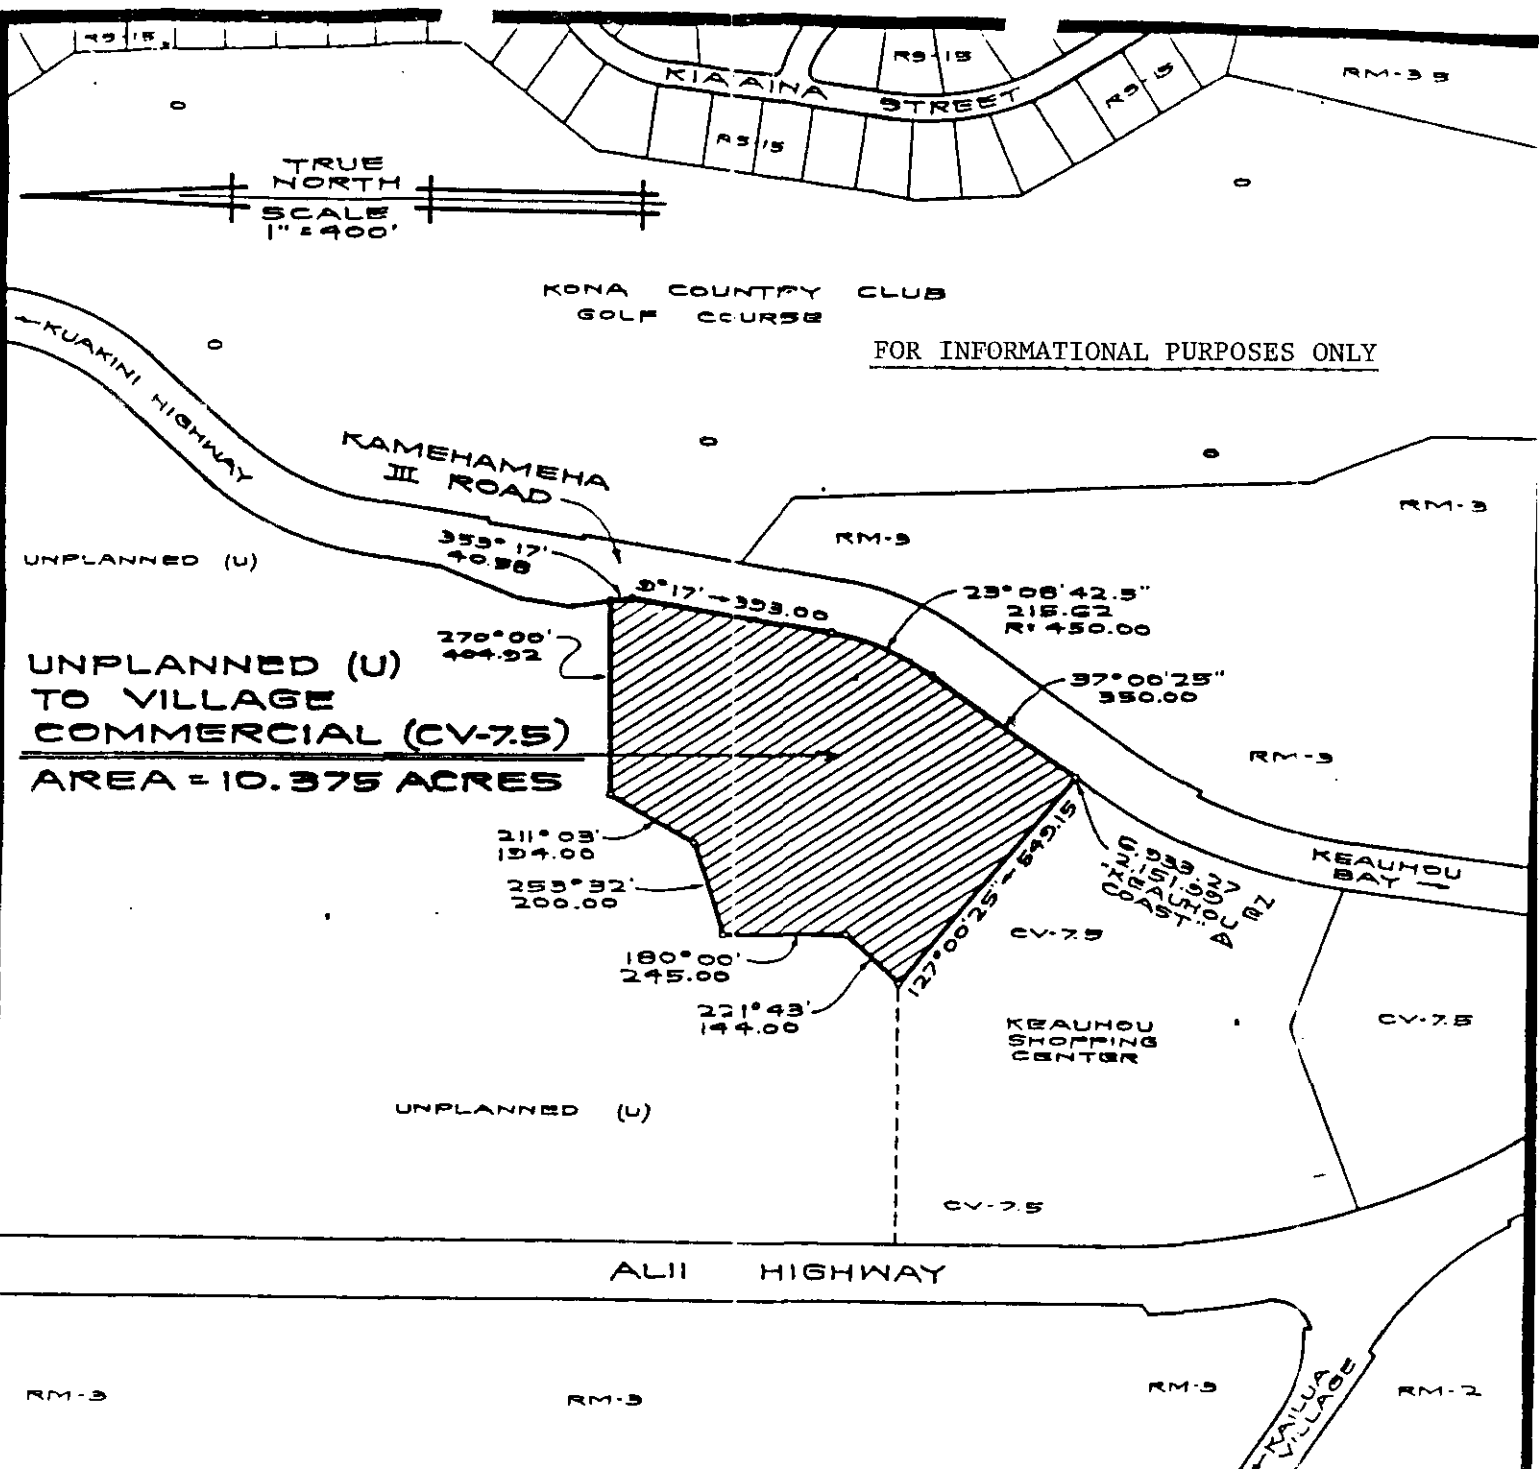 RS-15
KIAAINA STREET
RS-15
RS-15
RS-15
RM-3.5
TRUE
NORTH
SCALE
1" = 400'
O
O
KONA COUNTRY CLUB
GOLF COURSE
O
FOR INFORMATIONAL PURPOSES ONLY
← KUAKINI HIGHWAY
KAMEHAMEHA
III ROAD
O
O
RM-3
RM-3
UNPLANNED (U)
353° 17'
40.98
9° 17' - 393.00
23° 08' 42.5"
215.62
R= 450.00
270° 00'
404.92
37° 00' 25"
350.00
UNPLANNED (U)
TO VILLAGE
COMMERCIAL (CV-7.5)
AREA = 10.375 ACRES
RM-3
211° 03'
194.00
253° 32'
200.00
KEAUHOU
BAY →
127° 00' 25" - 549.15
CV-7.5
180° 00'
245.00
221° 43'
144.00
KEAUHOU
SHOPPING
CENTER
CV-7.5
UNPLANNED (U)
CV-7.5
ALII HIGHWAY
RM-3
RM-3
RM-3
RM-2
← KAILUA
VILLAGE